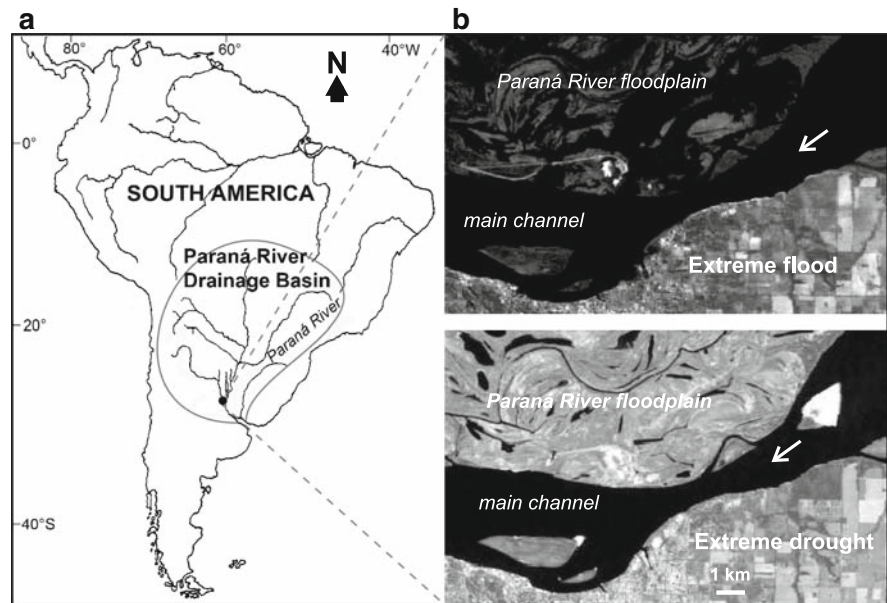 a
80°
60°
40°W
N
0°
SOUTH AMERICA
Paraná River
Drainage Basin
20°
Paraná River
40°S
b
Paraná River floodplain
main channel
Extreme flood
Paraná River floodplain
main channel
Extreme drought
1 km